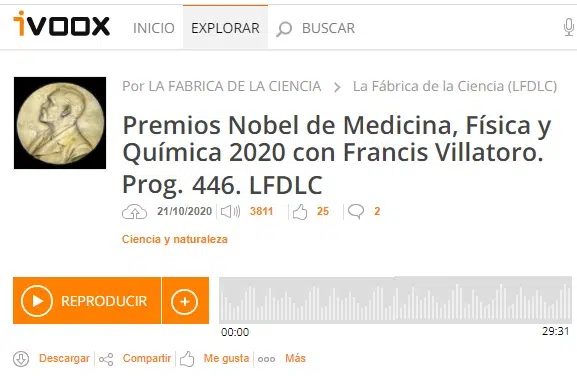 iVOOX INICIO EXPLORAR BUSCAR
Por LA FABRICA DE LA CIENCIA > La Fábrica de la Ciencia (LFDLC)
Premios Nobel de Medicina, Física y
Química 2020 con Francis Villatoro.
Prog. 446. LFDLC
21/10/2020 3811 25 2
Ciencia y naturaleza
REPRODUCIR
00:00 29:31
Descargar Compartir Me gusta Más